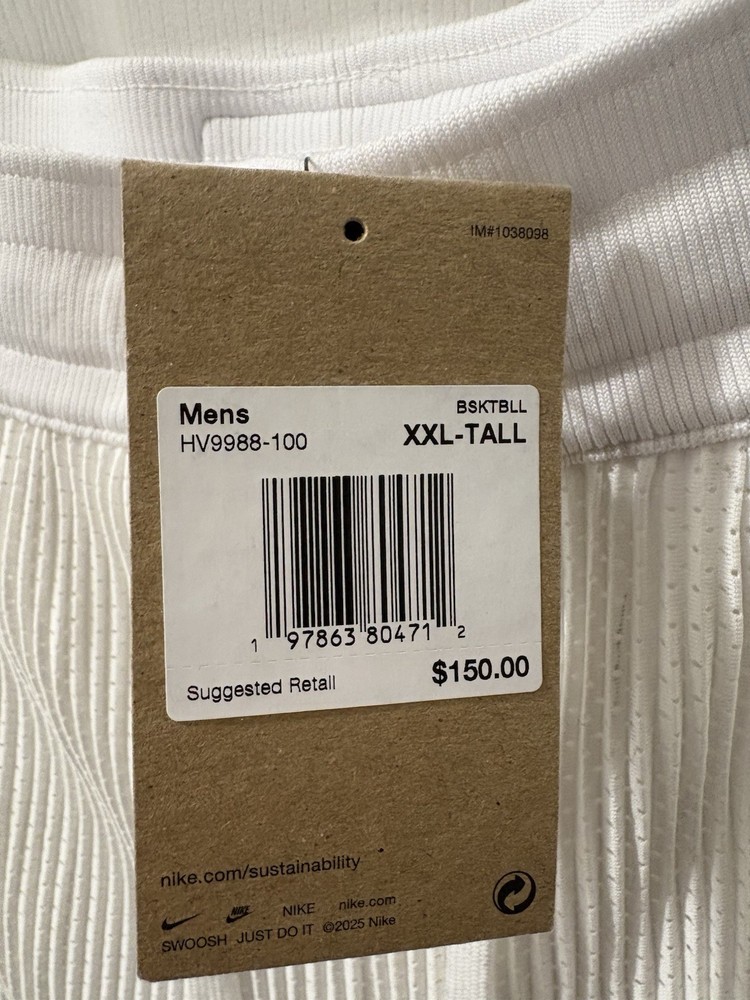 IM#1038098
Mens
BSKTBLL
HV9988-100
XXL-TALL
1 97863 80471 2
Suggested Retail
$150.00
nike.com/sustainability
NIKE NIKE nike.com
SWOOSH JUST DO IT ©2025 Nike